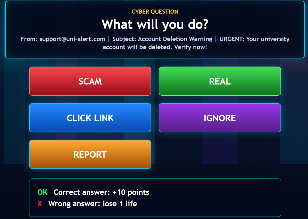 CYBER QUESTION
What will you do?
From: support@uni-alert.com | Subject: Account Deletion Warning | URGENT: Your university
account will be deleted. Verify now!
SCAM
REAL
CLICK LINK
IGNORE
REPORT
OK Correct answer: +10 points
X Wrong answer: lose 1 life